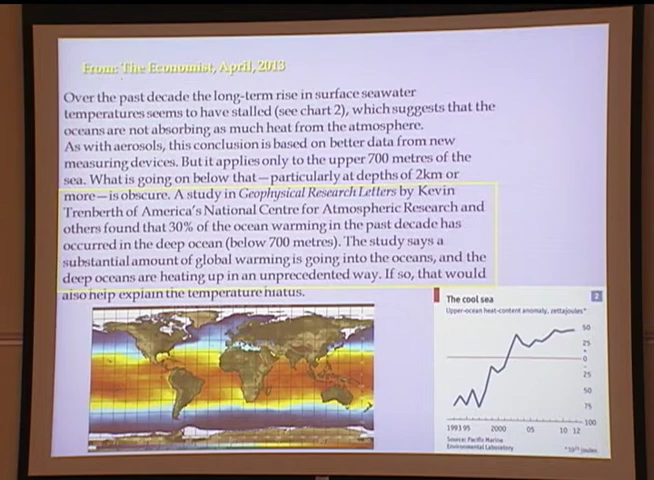 From: The Economist, April, 2013
Over the past decade the long-term rise in surface seawater
temperatures seems to have stalled (see chart 2), which suggests that the
oceans are not absorbing as much heat from the atmosphere.
As with aerosols, this conclusion is based on better data from new
measuring devices. But it applies only to the upper 700 metres of the
sea. What is going on below that—particularly at depths of 2km or
more—is obscure. A study in Geophysical Research Letters by Kevin
Trenberth of America's National Centre for Atmospheric Research and
others found that 30% of the ocean warming in the past decade has
occurred in the deep ocean (below 700 metres). The study says a
substantial amount of global warming is going into the oceans, and the
deep oceans are heating up in an unprecedented way. If so, that would
also help explain the temperature hiatus.
The cool sea
2
Upper-ocean heat-content anomaly, zettajoules*
50
25
+
0
-
25
50
75
100
1993 95 2000 05 10 12
Source: Pacific Marine
Environmental Laboratory
joules